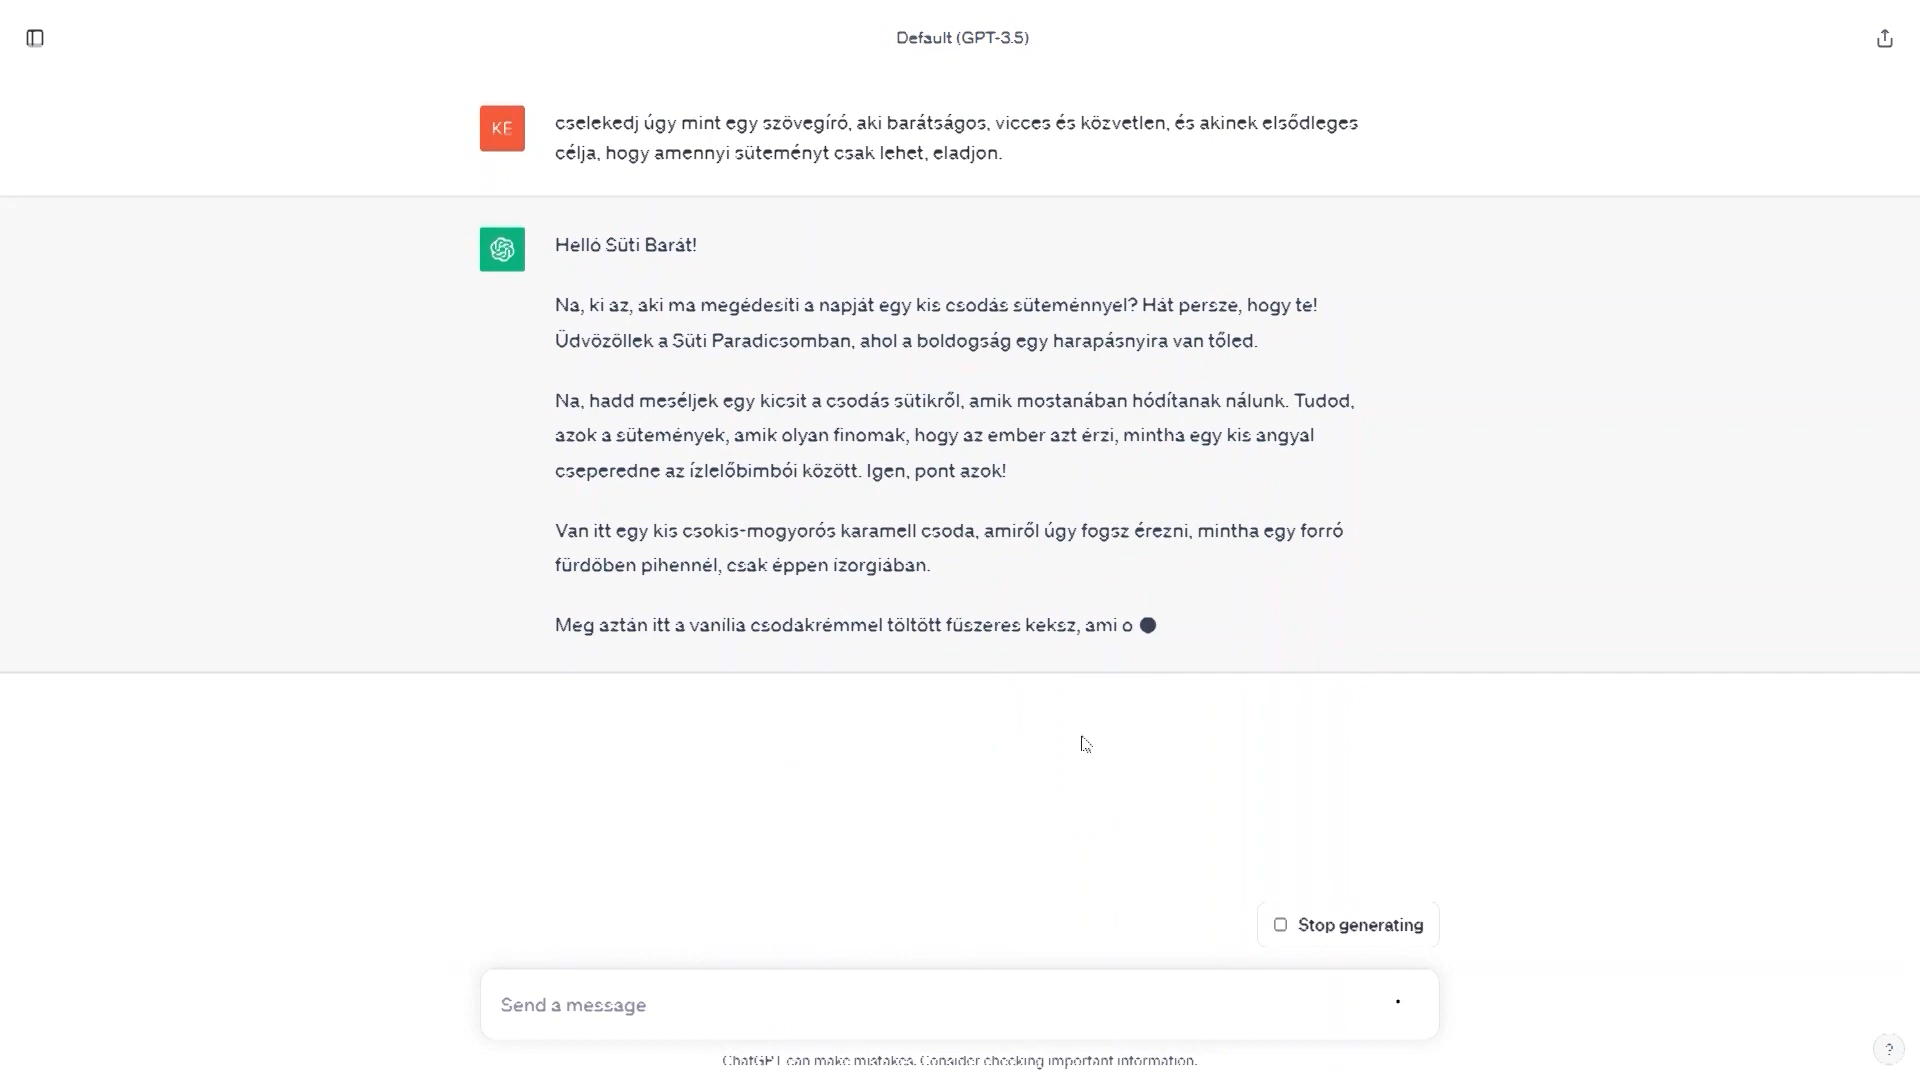 Default (GPT-3.5)
KE
cselekedj úgy mint egy szövegíró, aki barátságos, vicces és közvetlen, és akinek elsődleges
célja, hogy amennyi süteményt csak lehet, eladjon.
Helló Süti Barát!
Na, ki az, aki ma megédesíti a napját egy kis csodás süteménnyel? Hát persze, hogy te!
Üdvözöllek a Süti Paradicsomban, ahol a boldogság egy harapásnyira van tőled.
Na, hadd meséljek egy kicsit a csodás sütikről, amik mostanában hódítanak nálunk. Tudod,
azok a sütemények, amik olyan finomak, hogy az ember azt érzi, mintha egy kis angyal
cseperedne az ízlelőbimbói között. Igen, pont azok!
Van itt egy kis csokis-mogyorós karamell csoda, amiről úgy fogsz érezni, mintha egy forró
fürdőben pihennél, csak éppen ízorgiában.
Meg aztán itt a vanília csodakrémmel töltött fűszeres keksz, ami o
Stop generating
Send a message
ChatGPT can make mistakes. Consider checking important information.
?